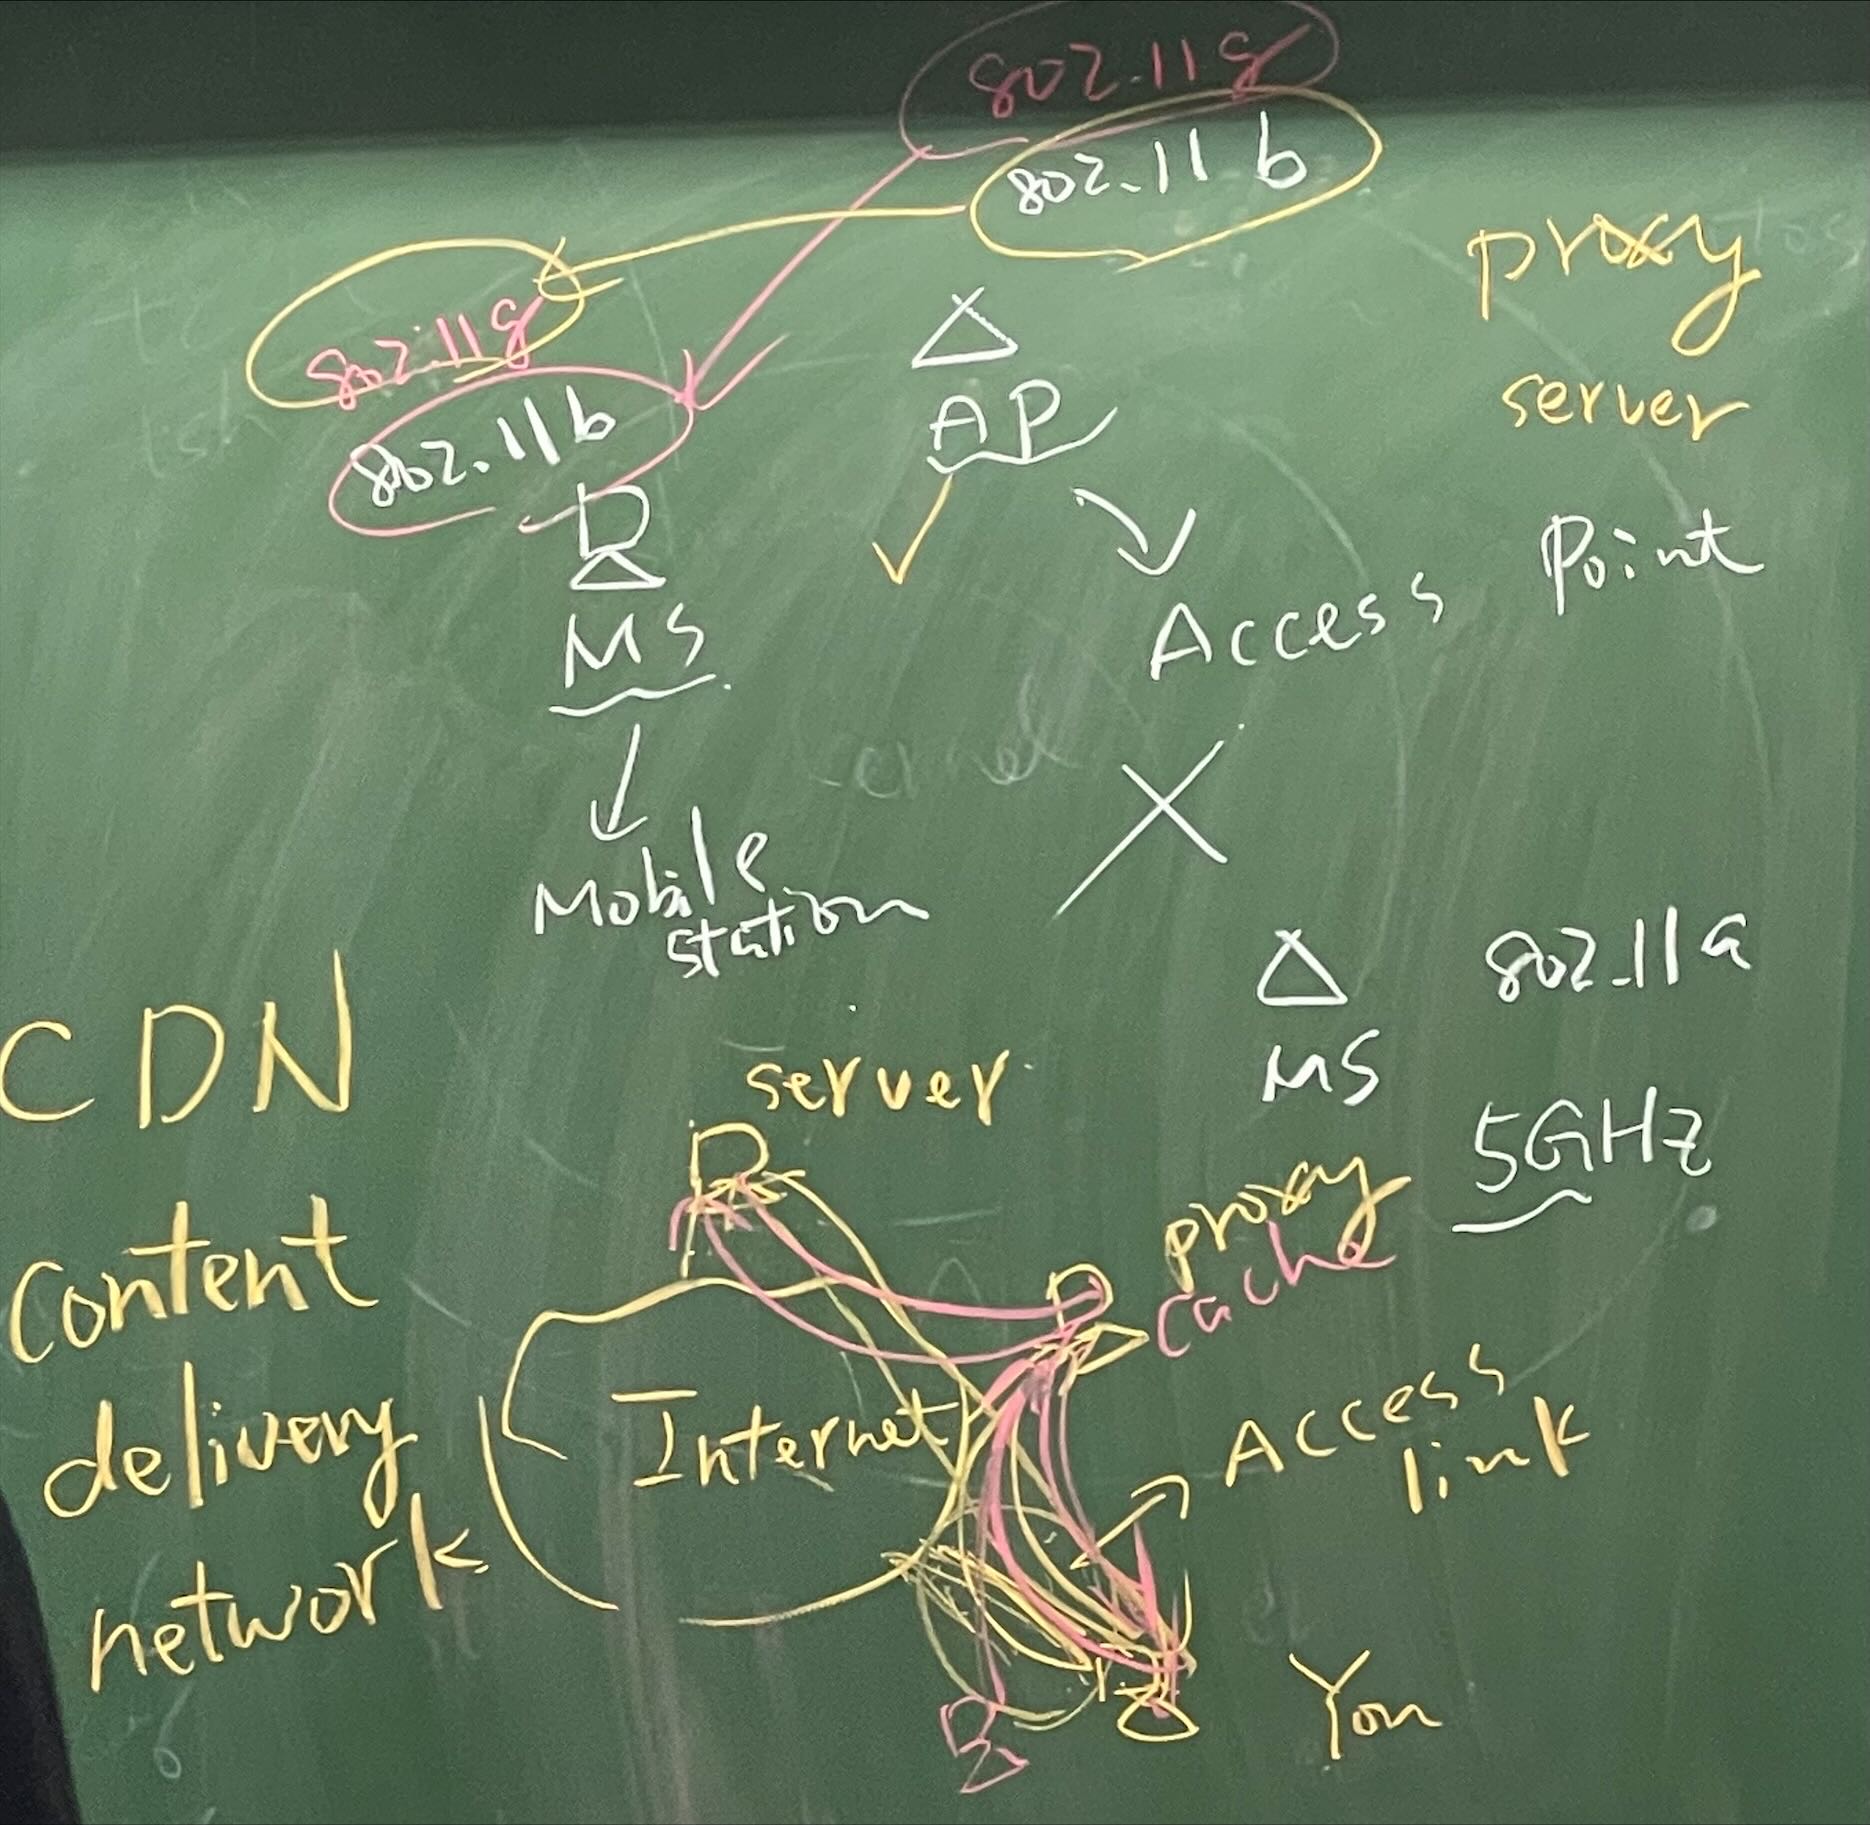 802.11g
802.11b
802.11g
802.11b
AP
MS
Mobile
station
proxy
server
Access Point
MS
802.11a
5GHz
CDN
Content
delivery
network
server
proxy
cache
Internet
Access
link
You